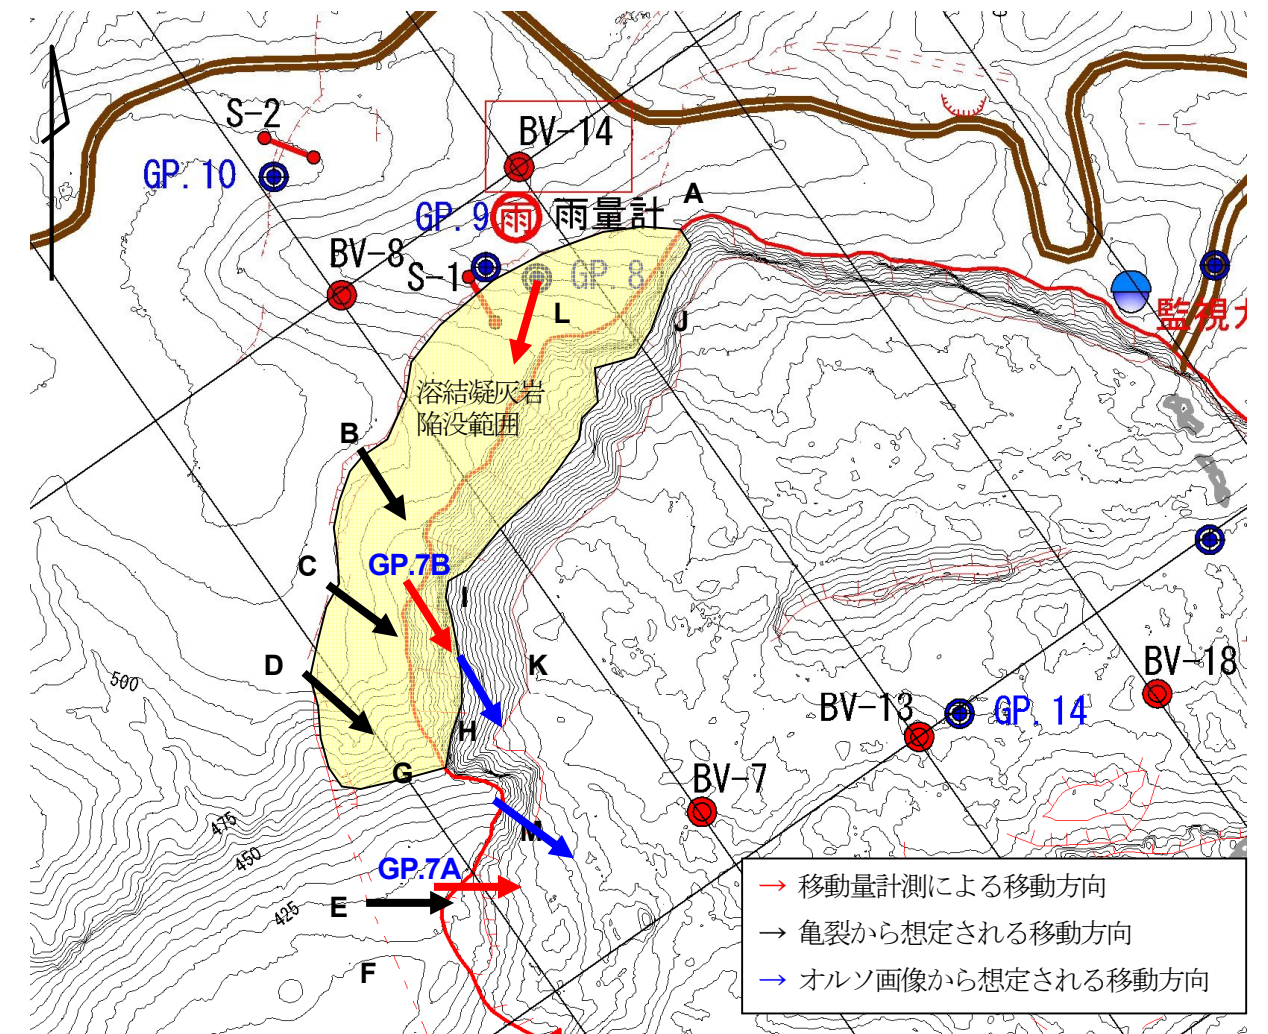 S-2
BV-14
GP. 10
A
GP. 9
雨
雨量計
BV-8
S-1
GP 8
L
J
溶結凝灰岩
陥没範囲
B
C
GP.7B
I
D
K
500
BV-18
BV-13
GP. 14
H
G
BV-7
475
M
450
GP.7A
E
425
F
→ 移動量計測による移動方向
→ 亀裂から想定される移動方向
→ オルソ画像から想定される移動方向